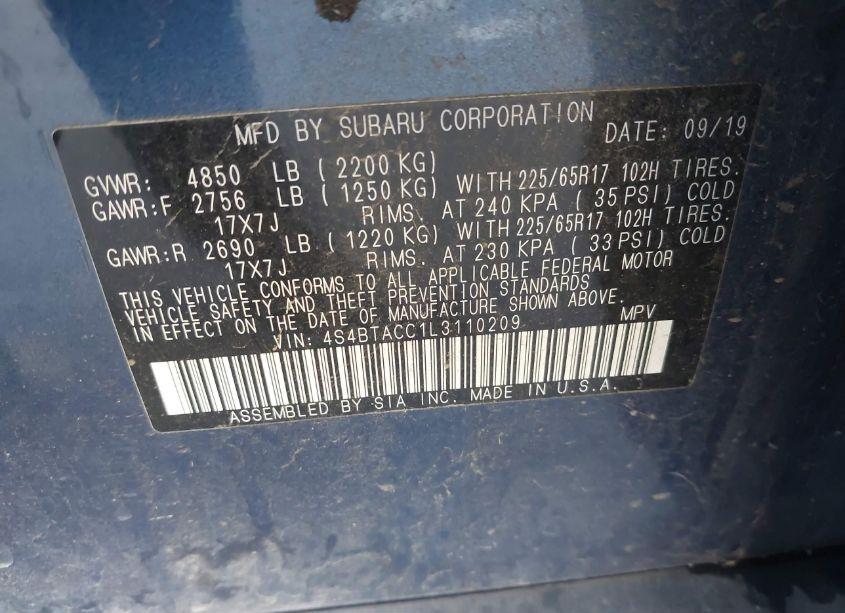 MFD BY SUBARU CORPORATION DATE: 09/19
GVWR: 4850 LB (2200 KG)
GAWR:F 2756 LB (1250 KG) WITH 225/65R17 102H TIRES.
17X7J RIMS. AT 240 KPA (35 PSI) COLD
GAWR:R 2690 LB (1220 KG) WITH 225/65R17 102H TIRES.
17X7J RIMS. AT 230 KPA (33 PSI) COLD
THIS VEHICLE CONFORMS TO ALL APPLICABLE FEDERAL MOTOR
VEHICLE SAFETY AND THEFT PREVENTION STANDARDS
IN EFFECT ON THE DATE OF MANUFACTURE SHOWN ABOVE.
VIN: 4S4BTACC1L3110209 MPV
ASSEMBLED BY SIA INC. MADE IN U.S.A.